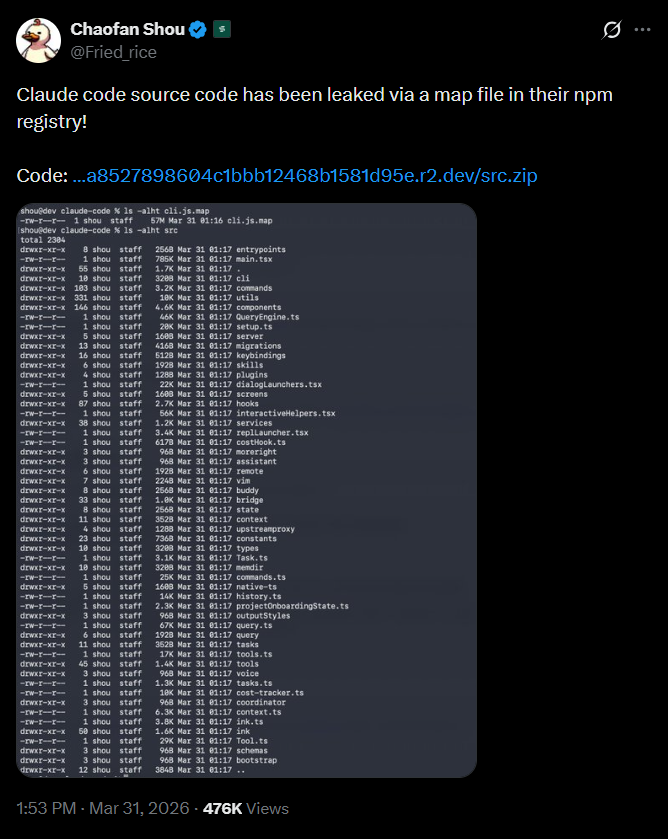 Chaofan Shou
@Fried_rice
Claude code source code has been leaked via a map file in their npm
registry!
Code: ...a8527898604c1bbb12468b1581d95e.r2.dev/src.zip
shou@dev claude-code % ls -alht cli.js.map
-rw-r--r-- 1 shou staff 57M Mar 31 01:16 cli.js.map
shou@dev claude-code % ls -alht src
total 2304
drwxr-xr-x 8 shou staff 256B Mar 31 01:17 entrypoints
-rw-r--r-- 1 shou staff 785K Mar 31 01:17 main.tsx
drwxr-xr-x 55 shou staff 1.7K Mar 31 01:17 .
drwxr-xr-x 10 shou staff 320B Mar 31 01:17 cli
drwxr-xr-x 103 shou staff 3.2K Mar 31 01:17 commands
drwxr-xr-x 331 shou staff 10K Mar 31 01:17 utils
drwxr-xr-x 146 shou staff 4.6K Mar 31 01:17 components
-rw-r--r-- 1 shou staff 46K Mar 31 01:17 QueryEngine.ts
-rw-r--r-- 1 shou staff 20K Mar 31 01:17 setup.ts
drwxr-xr-x 5 shou staff 160B Mar 31 01:17 server
drwxr-xr-x 13 shou staff 416B Mar 31 01:17 migrations
drwxr-xr-x 16 shou staff 512B Mar 31 01:17 keybindings
drwxr-xr-x 6 shou staff 192B Mar 31 01:17 skills
drwxr-xr-x 4 shou staff 128B Mar 31 01:17 plugins
-rw-r--r-- 1 shou staff 22K Mar 31 01:17 dialogLaunchers.tsx
drwxr-xr-x 5 shou staff 160B Mar 31 01:17 screens
drwxr-xr-x 87 shou staff 2.7K Mar 31 01:17 hooks
-rw-r--r-- 1 shou staff 56K Mar 31 01:17 interactiveHelpers.tsx
drwxr-xr-x 38 shou staff 1.2K Mar 31 01:17 services
-rw-r--r-- 1 shou staff 3.4K Mar 31 01:17 replLauncher.tsx
-rw-r--r-- 1 shou staff 617B Mar 31 01:17 costHook.ts
drwxr-xr-x 3 shou staff 96B Mar 31 01:17 moreright
drwxr-xr-x 3 shou staff 96B Mar 31 01:17 assistant
drwxr-xr-x 6 shou staff 192B Mar 31 01:17 remote
drwxr-xr-x 7 shou staff 224B Mar 31 01:17 vim
drwxr-xr-x 8 shou staff 256B Mar 31 01:17 buddy
drwxr-xr-x 33 shou staff 1.0K Mar 31 01:17 bridge
drwxr-xr-x 8 shou staff 256B Mar 31 01:17 state
drwxr-xr-x 11 shou staff 352B Mar 31 01:17 context
drwxr-xr-x 4 shou staff 128B Mar 31 01:17 upstreamproxy
drwxr-xr-x 23 shou staff 736B Mar 31 01:17 constants
drwxr-xr-x 10 shou staff 320B Mar 31 01:17 types
-rw-r--r-- 1 shou staff 3.1K Mar 31 01:17 Task.ts
drwxr-xr-x 10 shou staff 320B Mar 31 01:17 memdir
-rw-r--r-- 1 shou staff 25K Mar 31 01:17 commands.ts
drwxr-xr-x 5 shou staff 160B Mar 31 01:17 native-ts
-rw-r--r-- 1 shou staff 14K Mar 31 01:17 history.ts
-rw-r--r-- 1 shou staff 2.3K Mar 31 01:17 projectOnboardingState.ts
drwxr-xr-x 3 shou staff 96B Mar 31 01:17 outputStyles
-rw-r--r-- 1 shou staff 67K Mar 31 01:17 query.ts
drwxr-xr-x 6 shou staff 192B Mar 31 01:17 query
drwxr-xr-x 11 shou staff 352B Mar 31 01:17 tasks
-rw-r--r-- 1 shou staff 17K Mar 31 01:17 tools.ts
drwxr-xr-x 45 shou staff 1.4K Mar 31 01:17 tools
drwxr-xr-x 3 shou staff 96B Mar 31 01:17 voice
-rw-r--r-- 1 shou staff 1.3K Mar 31 01:17 tasks.ts
-rw-r--r-- 1 shou staff 10K Mar 31 01:17 cost-tracker.ts
drwxr-xr-x 3 shou staff 96B Mar 31 01:17 coordinator
-rw-r--r-- 1 shou staff 6.3K Mar 31 01:17 context.ts
-rw-r--r-- 1 shou staff 3.8K Mar 31 01:17 ink.ts
drwxr-xr-x 50 shou staff 1.6K Mar 31 01:17 ink
-rw-r--r-- 1 shou staff 29K Mar 31 01:17 Tool.ts
drwxr-xr-x 3 shou staff 96B Mar 31 01:17 schemas
drwxr-xr-x 3 shou staff 96B Mar 31 01:17 bootstrap
drwxr-xr-x 12 shou staff 384B Mar 31 01:17 ..
1:53 PM · Mar 31, 2026 · 476K Views